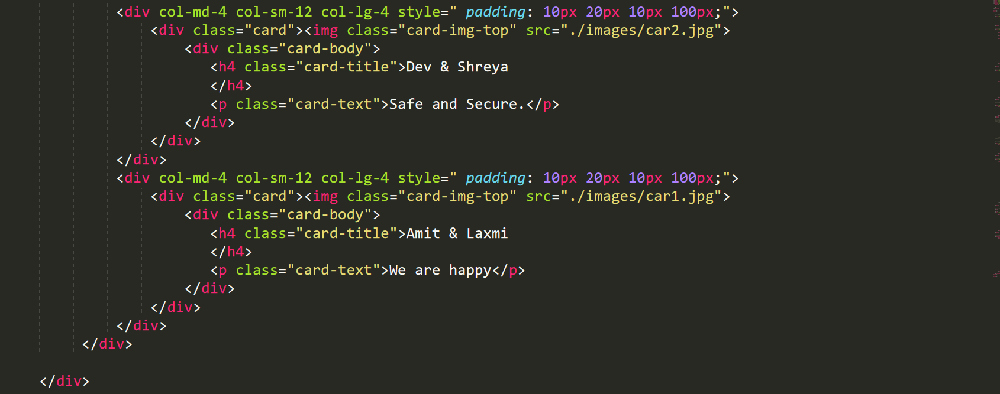 <div col-md-4 col-sm-12 col-lg-4 style=" padding: 10px 20px 10px 100px;">
<div class="card"><img class="card-img-top" src="./images/car2.jpg">
<div class="card-body">
<h4 class="card-title">Dev & Shreya
</h4>
<p class="card-text">Safe and Secure.</p>
</div>
</div>
</div>
<div col-md-4 col-sm-12 col-lg-4 style=" padding: 10px 20px 10px 100px;">
<div class="card"><img class="card-img-top" src="./images/car1.jpg">
<div class="card-body">
<h4 class="card-title">Amit & Laxmi
</h4>
<p class="card-text">We are happy</p>
</div>
</div>
</div>
</div>
</div>